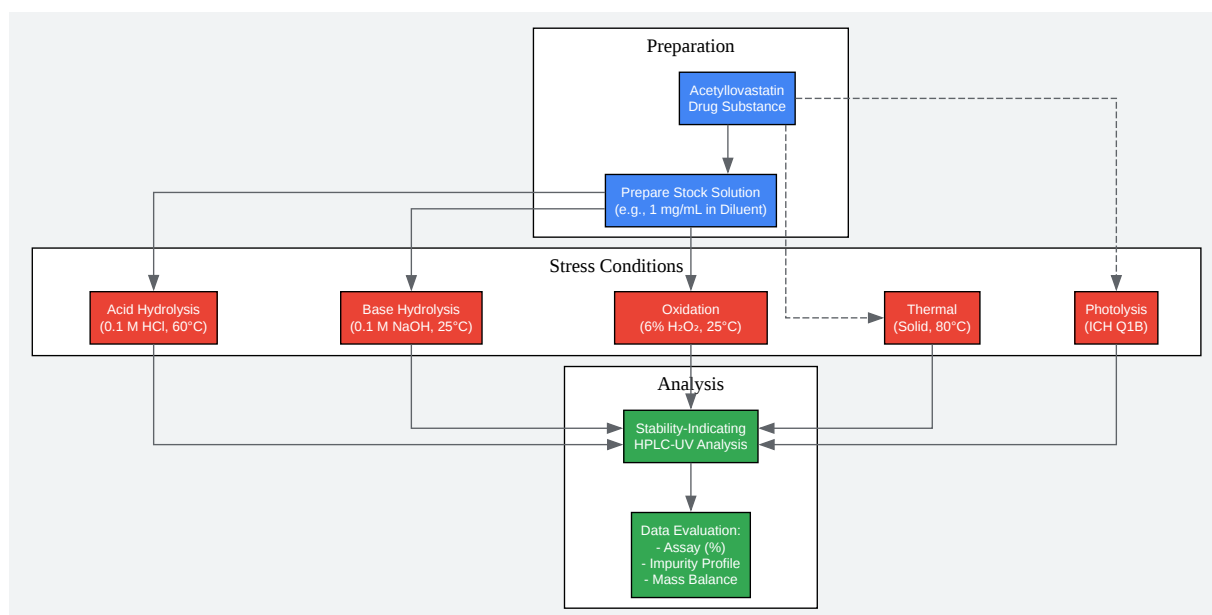 Preparation
Acetyllovastatin
Drug Substance
Prepare Stock Solution
(e.g., 1 mg/mL in Diluent)
Stress Conditions
Acid Hydrolysis
(0.1 M HCl, 60°C)
Base Hydrolysis
(0.1 M NaOH, 25°C)
Oxidation
(6% H₂O₂, 25°C)
Thermal
(Solid, 80°C)
Photolysis
(ICH Q1B)
Analysis
Stability-Indicating
HPLC-UV Analysis
Data Evaluation:
- Assay (%)
- Impurity Profile
- Mass Balance